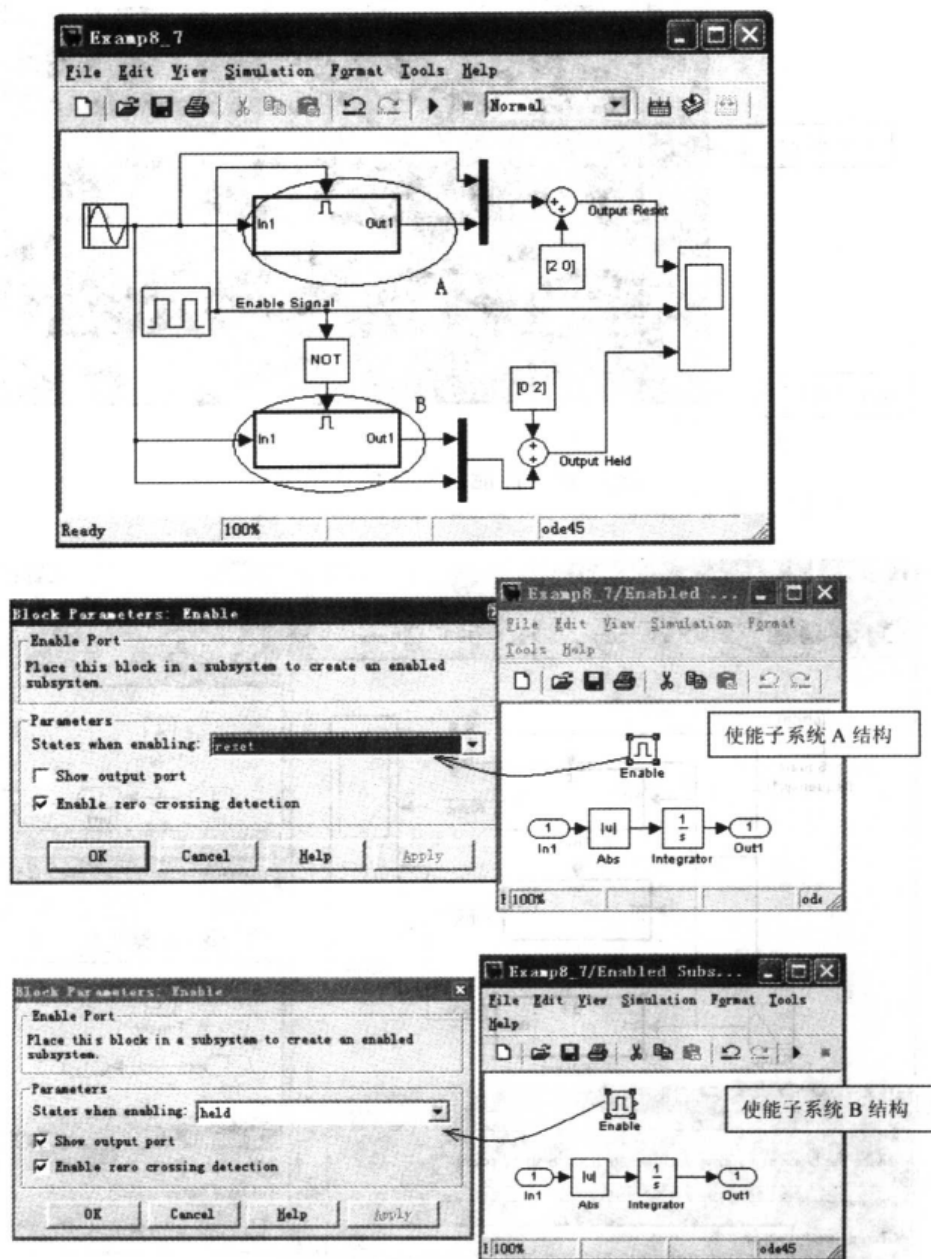 Examp8_7
File Edit View Simulation Format Tools Help
Normal
In1 Out1
A
Output Reset
[2 0]
Enable Signal
NOT
[0 2]
B
In1 Out1
Output Held
Ready 100% ode45
Block Parameters: Enable
Enable Port
Place this block in a subsystem to create an enabled
subsystem.
Parameters
States when enabling: reset
Show output port
Enable zero crossing detection
OK Cancel Help Apply
Examp8_7/Enabled ...
File Edit View Simulation Format
Tools Help
使能子系统 A 结构
Enable
1 |u| 1/s 1
In1 Abs Integrator Out1
100% ode
Block Parameters: Enable
Enable Port
Place this block in a subsystem to create an enabled
subsystem.
Parameters
States when enabling: held
Show output port
Enable zero crossing detection
OK Cancel Help Apply
Examp8_7/Enabled Subs...
File Edit View Simulation Format Tools
Help
使能子系统 B 结构
Enable
1 |u| 1/s 1
In1 Abs Integrator Out1
100% ode45